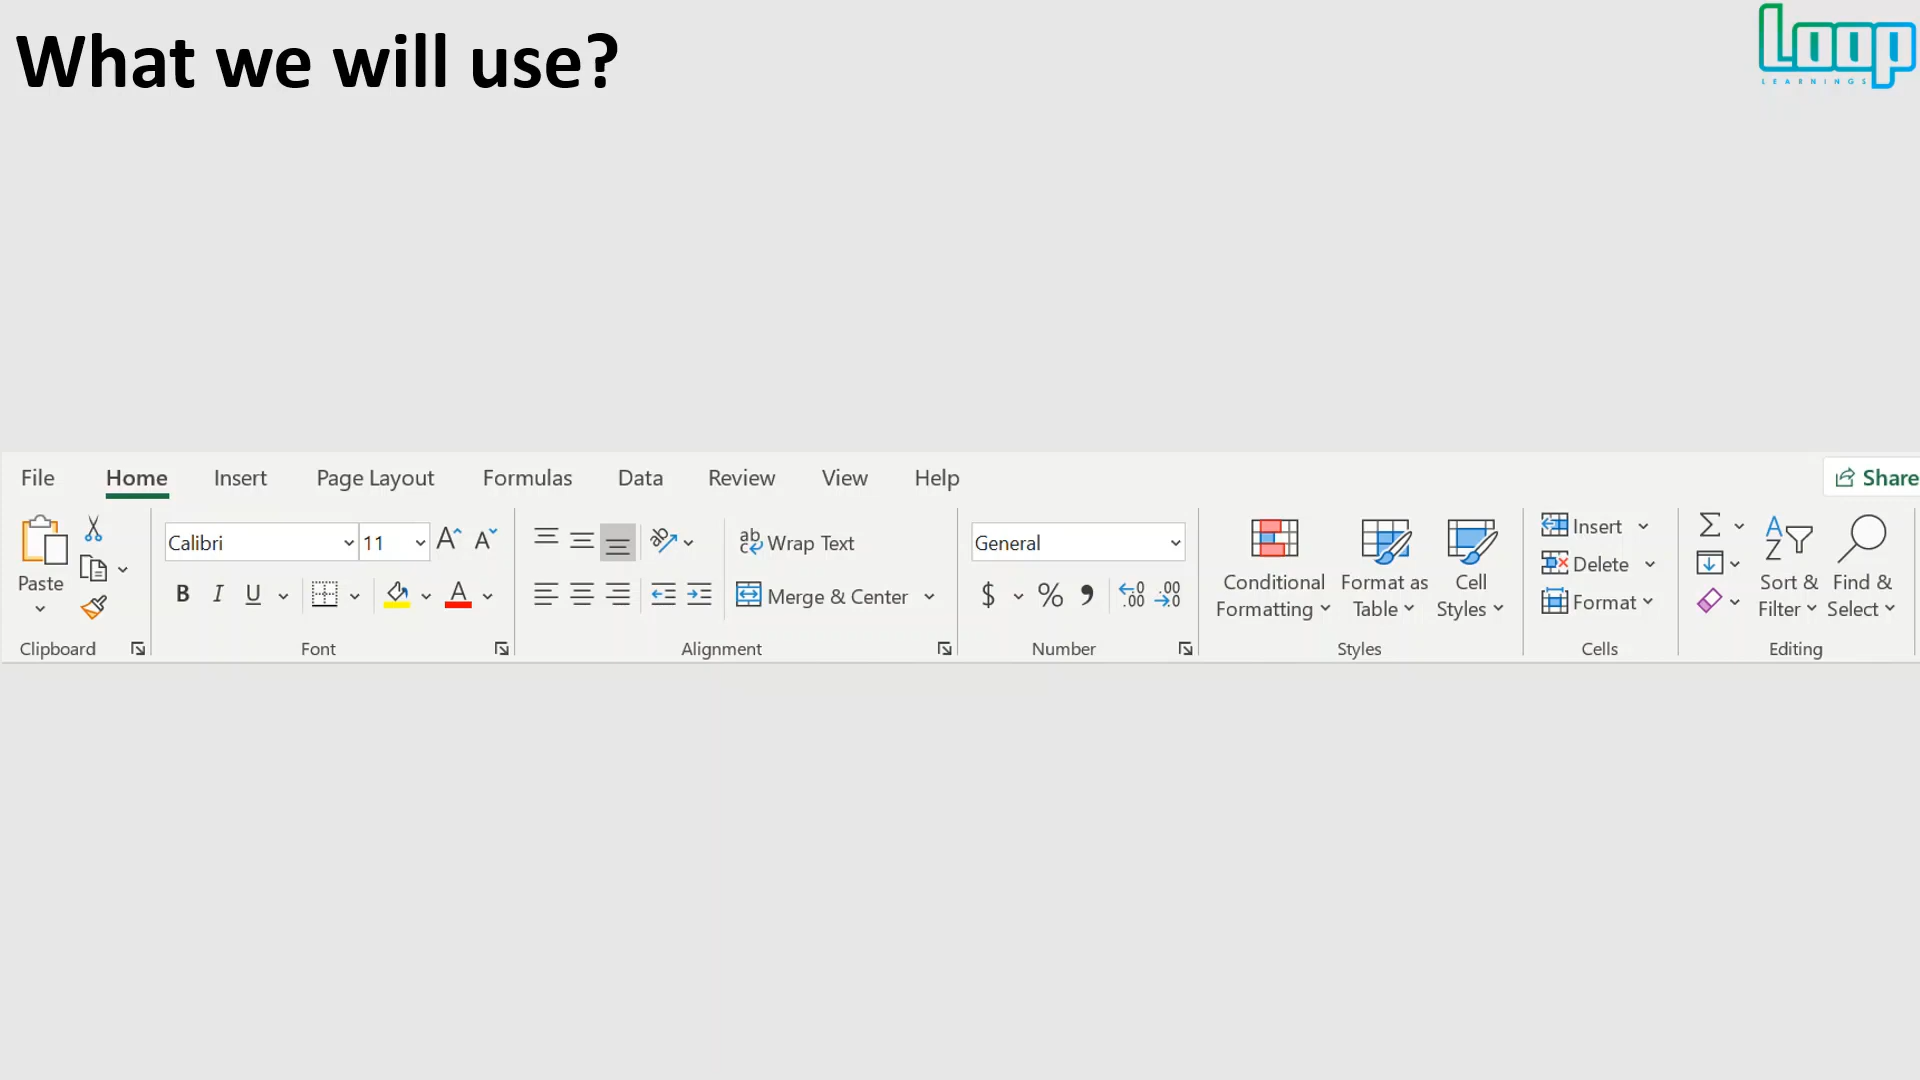 What we will use?
Loop
LEARNINGS
File Home Insert Page Layout Formulas Data Review View Help Share
Calibri 11 General
Wrap Text
Merge & Center
B I U A
$ % ,
Paste
Conditional Formatting
Format as Table
Cell Styles
Insert
Delete
Format
Sort & Filter
Find & Select
Clipboard Font Alignment Number Styles Cells Editing